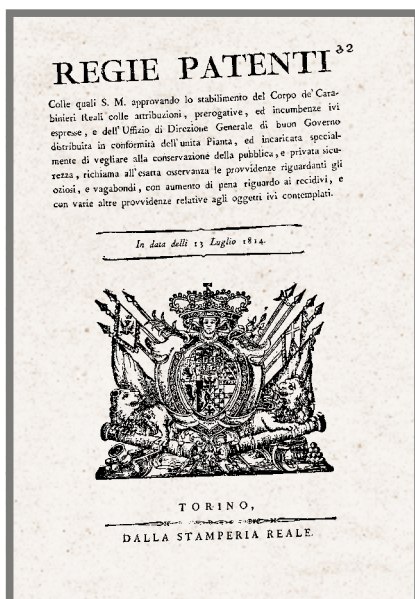 REGIE PATENTI 32
Colle quali S. M. approvando lo stabilimento del Corpo de' Cara-
binieri Reali colle attribuzioni, prerogative, ed incumbenze ivi
espresse, e dell'Uffizio di Direzione Generale di buon Governo
distribuita in conformità dell'unita Pianta, ed incaricata special-
mente di vegliare alla conservazione della pubblica, e privata sicu-
rezza, richiama all'esatta osservanza le provvidenze riguardanti gli
oziosi, e vagabondi, con aumento di pena riguardo ai recidivi, e
con varie altre provvidenze relative agli oggetti ivi contemplati.
In data delli 13 Luglio 1814.
TORINO,
DALLA STAMPERIA REALE.